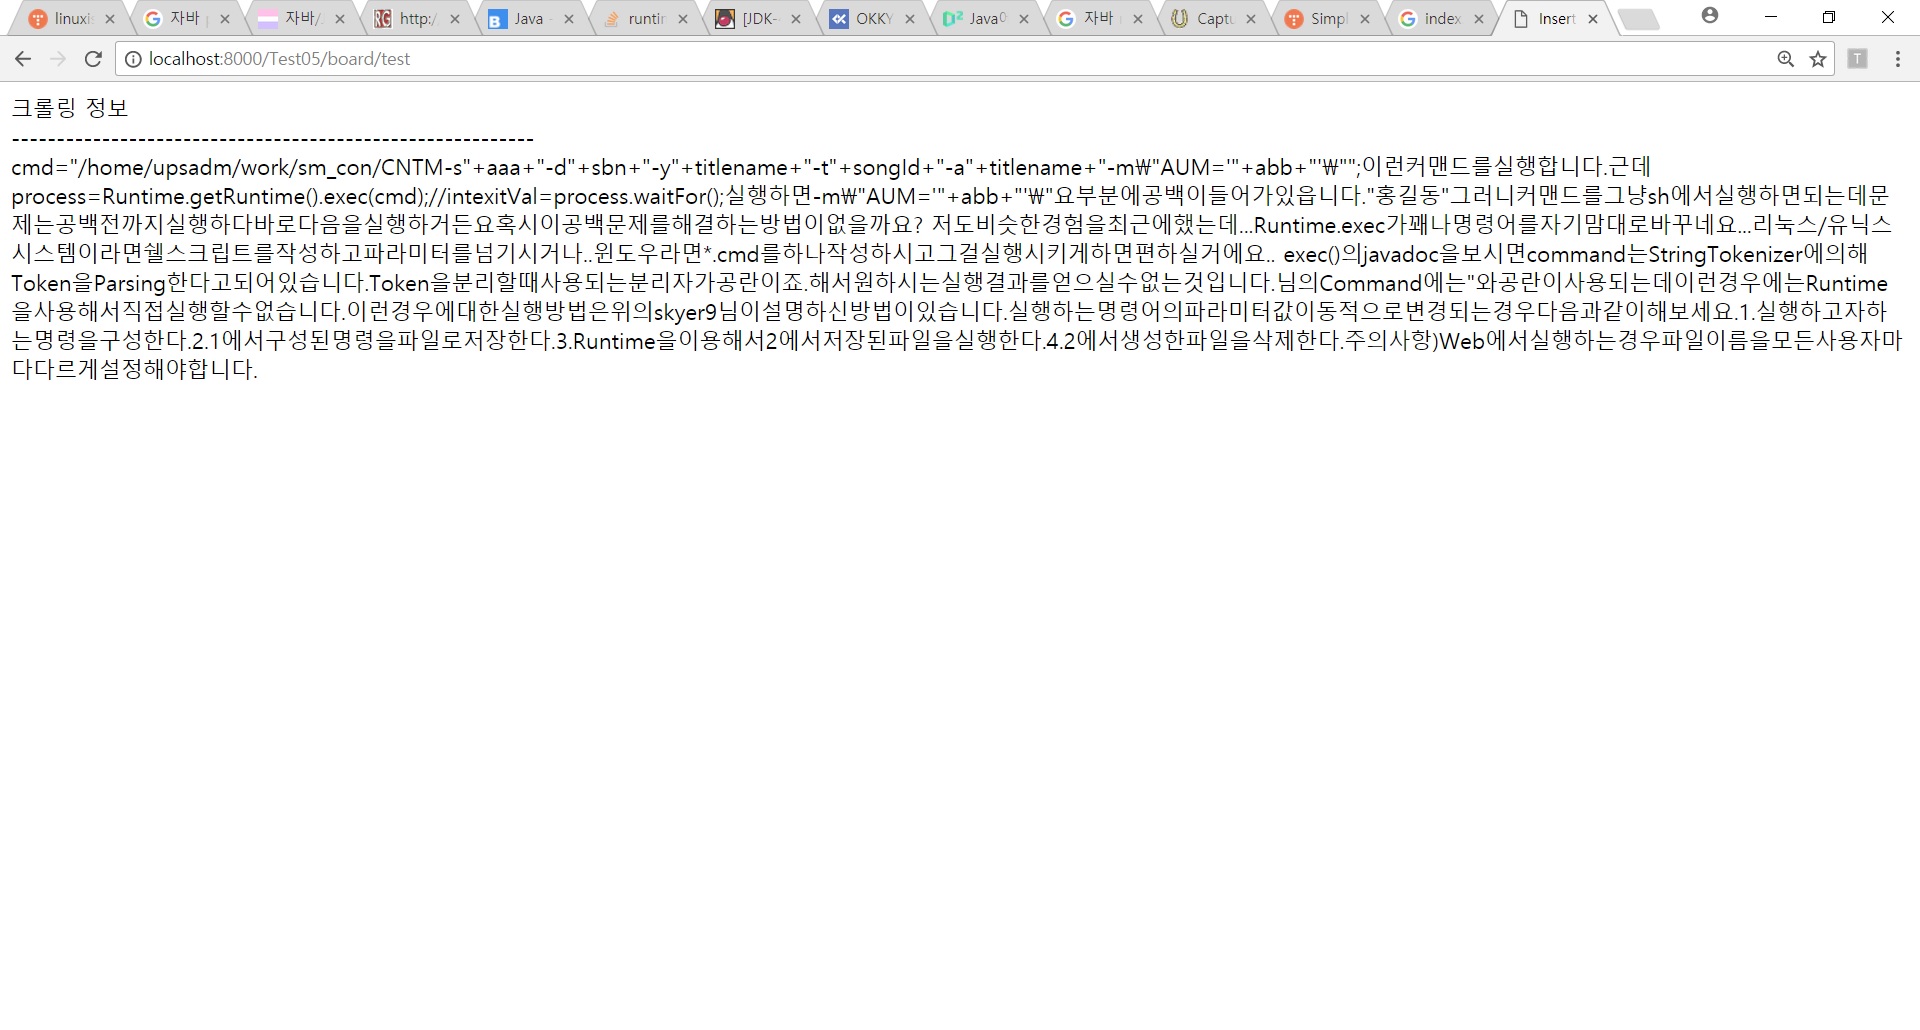 linuxi
자바
자바/
http:/
Java -
runtin
[JDK-
OKKY
Java
자바
Captu
Simpl
index
Insert
localhost:8000/Test05/board/test
T
크롤링 정보
----------------------------------------------------------
cmd="/home/upsadm/work/sm_con/CNTM-s"+aaa+"-d"+sbn+"-y"+titlename+"-t"+songId+"-a"+titlename+"-m₩"AUM='"+abb+"'₩"";이런커맨드를실행합니다.근데
process=Runtime.getRuntime().exec(cmd);//intexitVal=process.waitFor();실행하면-m₩"AUM='"+abb+"'₩"요부분에공백이들어가있읍니다."홍길동"그러니커맨드를그냥sh에서실행하면되는데문
제는공백전까지실행하다바로다음을실행하거든요혹시이공백문제를해결하는방법이없을까요? 저도비슷한경험을최근에했는데...Runtime.exec가꽤나명령어를자기맘대로바꾸네요...리눅스/유닉스
시스템이라면쉘스크립트를작성하고파라미터를넘기시거나..윈도우라면*.cmd를하나작성하시고그걸실행시키게하면편하실거에요.. exec()의javadoc을보시면command는StringTokenizer에의해
Token을Parsing한다고되어있습니다.Token을분리할때사용되는분리자가공란이죠.해서원하시는실행결과를얻으실수없는것입니다.님의Command에는"와공란이사용되는데이런경우에는Runtime
을사용해서직접실행할수없습니다.이런경우에대한실행방법은위의skyer9님이설명하신방법이있습니다.실행하는명령어의파라미터값이동적으로변경되는경우다음과같이해보세요.1.실행하고자하
는명령을구성한다.2.1에서구성된명령을파일로저장한다.3.Runtime을이용해서2에서저장된파일을실행한다.4.2에서생성한파일을삭제한다.주의사항)Web에서실행하는경우파일이름을모든사용자마
다다르게설정해야합니다.